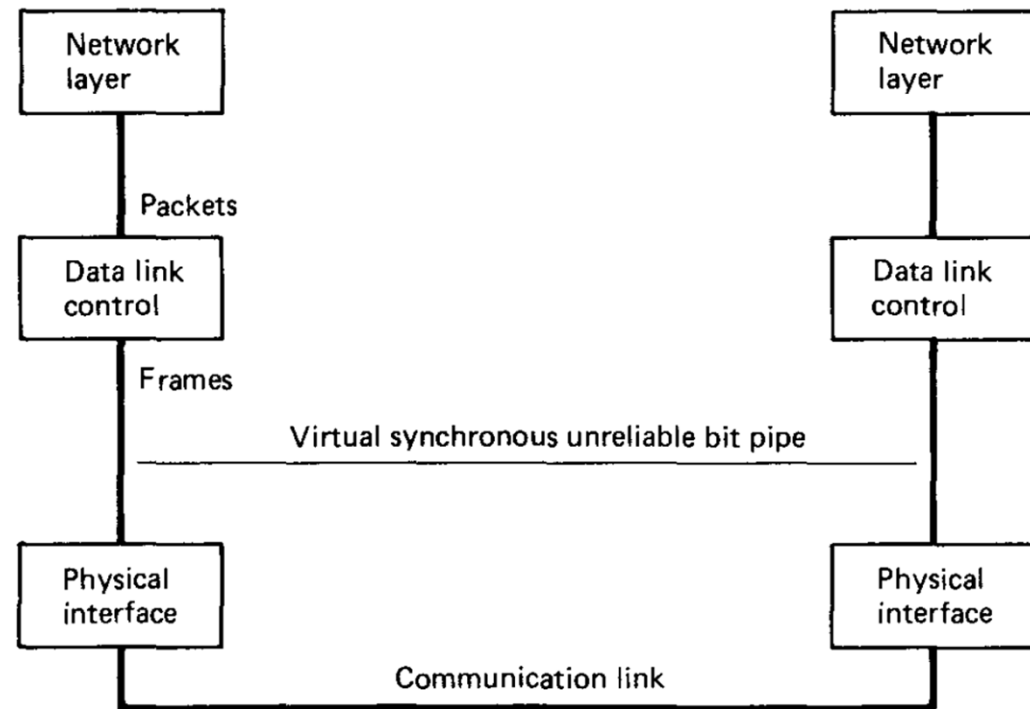 Network
layer
Network
layer
Packets
Data link
control
Data link
control
Frames
Virtual synchronous unreliable bit pipe
Physical
interface
Physical
interface
Communication link